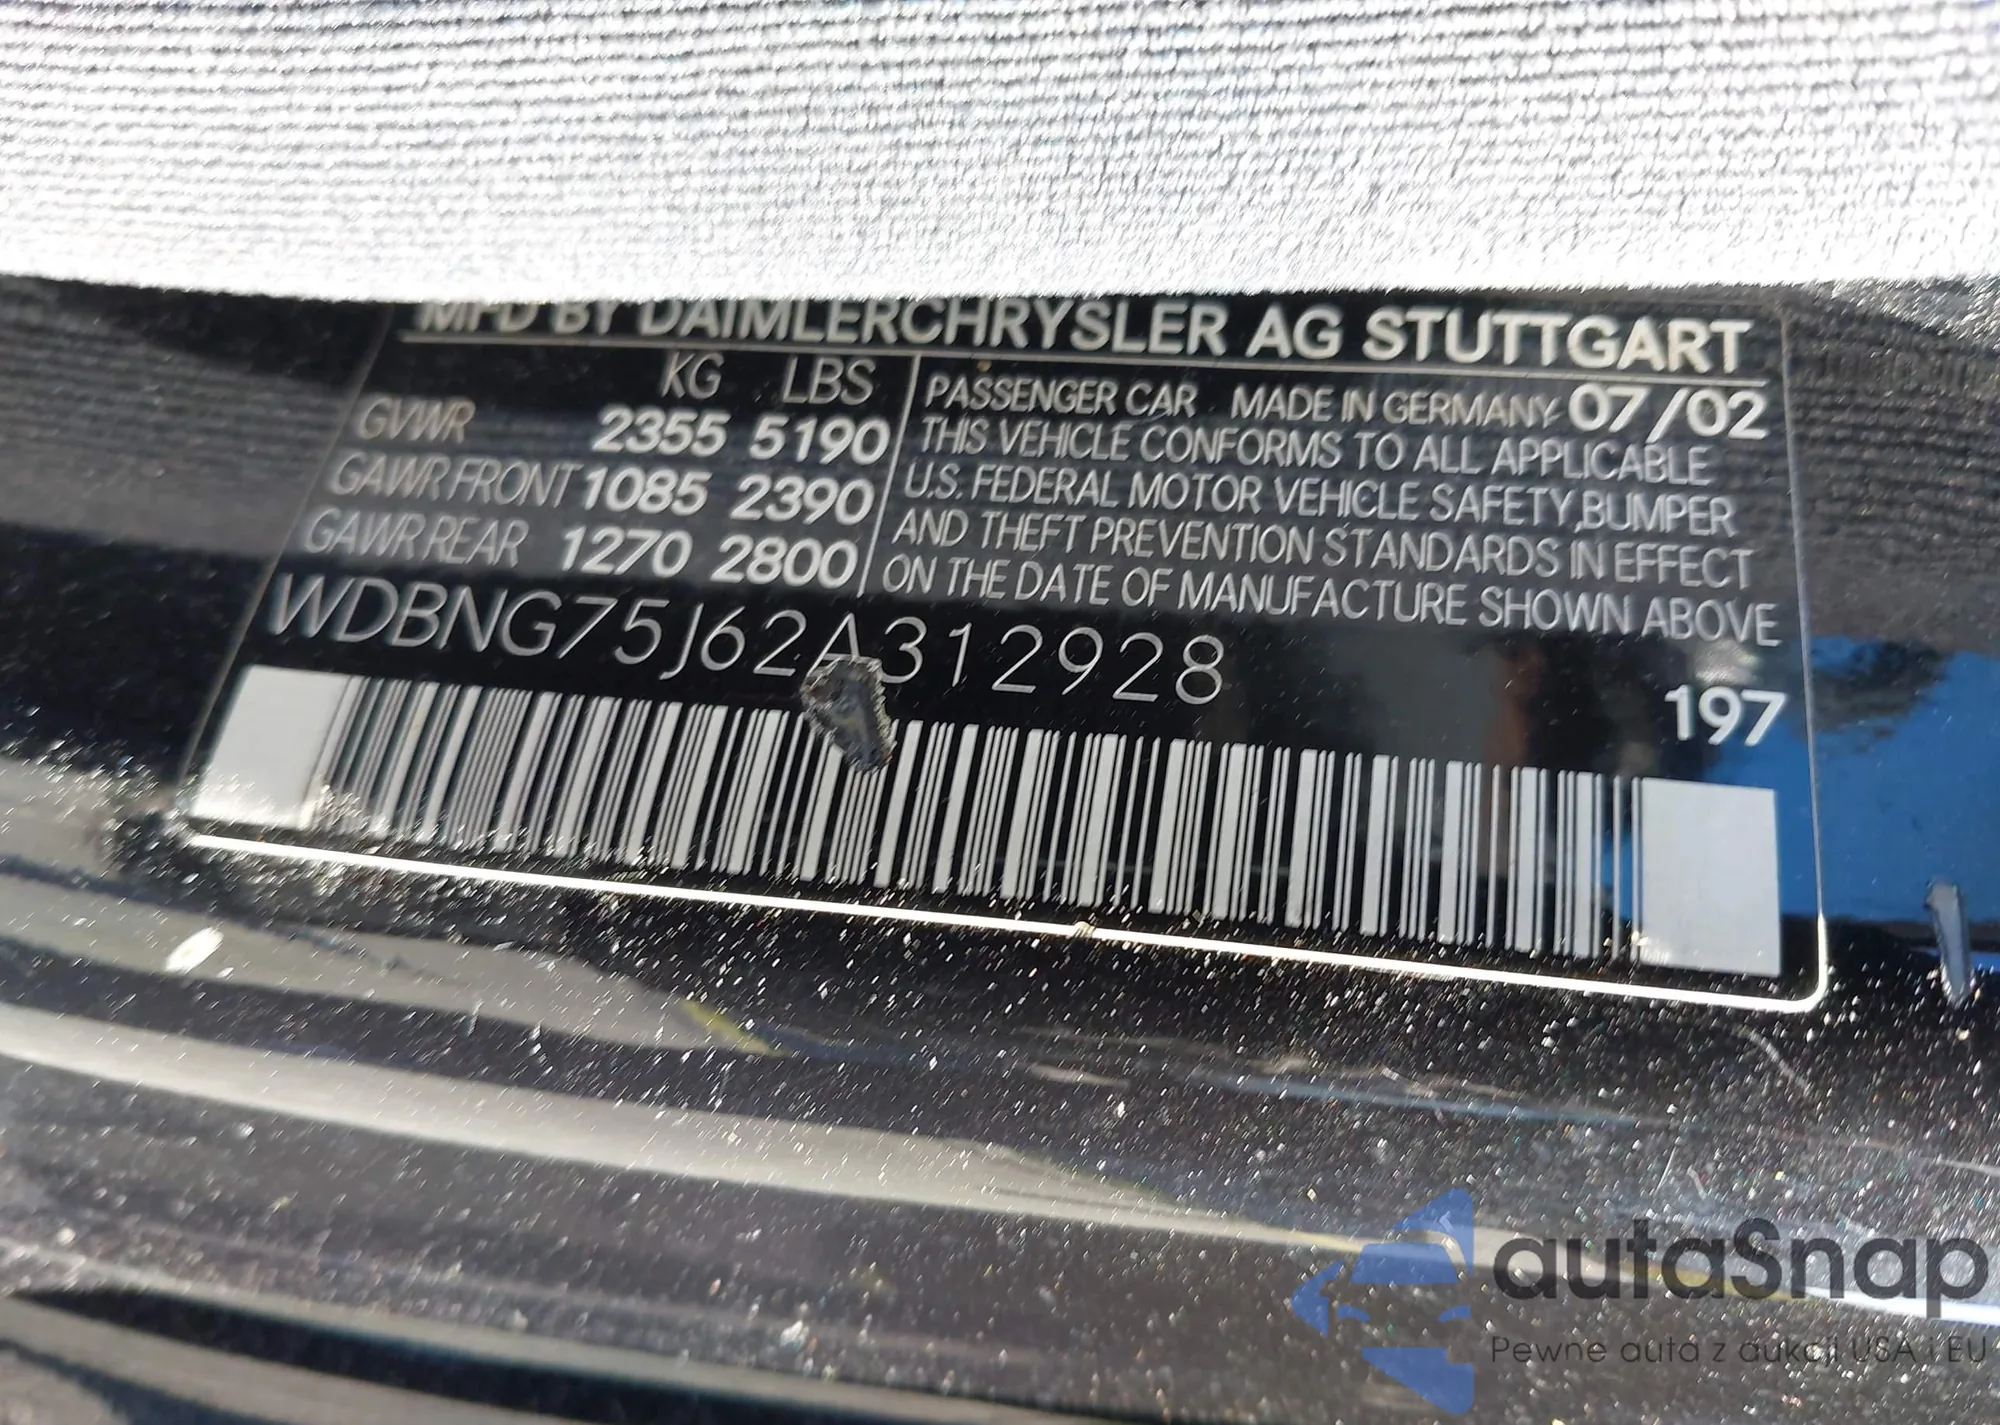 MFD BY DAIMLERCHRYSLER AG STUTTGART
KG LBS
GVWR 2355 5190
GAWR FRONT 1085 2390
GAWR REAR 1270 2800
PASSENGER CAR MADE IN GERMANY 07/02
THIS VEHICLE CONFORMS TO ALL APPLICABLE
U.S. FEDERAL MOTOR VEHICLE SAFETY, BUMPER
AND THEFT PREVENTION STANDARDS IN EFFECT
ON THE DATE OF MANUFACTURE SHOWN ABOVE
WDBNG75J62A312928
197
autaSnap
Pewne auta z aukcji USA i EU